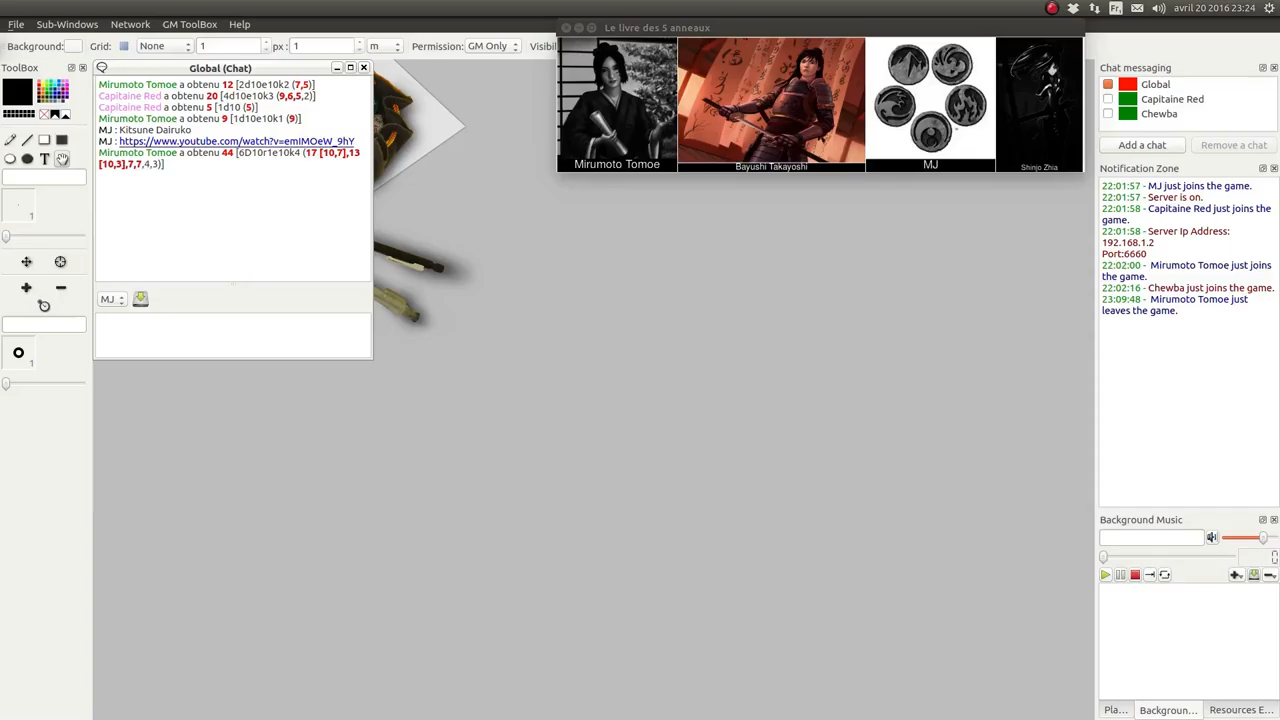 Fr
avril 20 2016 23:24
File Sub-Windows Network GM ToolBox Help
Le livre des 5 anneaux
Background: Grid: None 1 px : 1 m Permission: GM Only Visibil
ToolBox
Global (Chat)
Mirumoto Tomoe a obtenu 12 [2d10e10k2 (7,5)]
Capitaine Red a obtenu 20 [4d10e10k3 (9,6,5,2)]
Capitaine Red a obtenu 5 [1d10 (5)]
Mirumoto Tomoe a obtenu 9 [1d10e10k1 (9)]
MJ : Kitsune Dairuko
MJ : https://www.youtube.com/watch?v=emIMOeW_9hY
Mirumoto Tomoe a obtenu 44 [6D10r1e10k4 (17 [10,7],13
[10,3],7,7,4,3)]
MJ
1
1
Mirumoto Tomoe
Bayushi Takayoshi
MJ
Shinjo Zhia
Chat messaging
Global
Capitaine Red
Chewba
Add a chat Remove a chat
Notification Zone
22:01:57 - MJ just joins the game.
22:01:57 - Server is on.
22:01:58 - Capitaine Red just joins the
game.
22:01:58 - Server Ip Address:
192.168.1.2
Port:6660
22:02:00 - Mirumoto Tomoe just joins
the game.
22:02:16 - Chewba just joins the game.
23:09:48 - Mirumoto Tomoe just
leaves the game.
Background Music
0
Pla... Backgroun... Resources E...